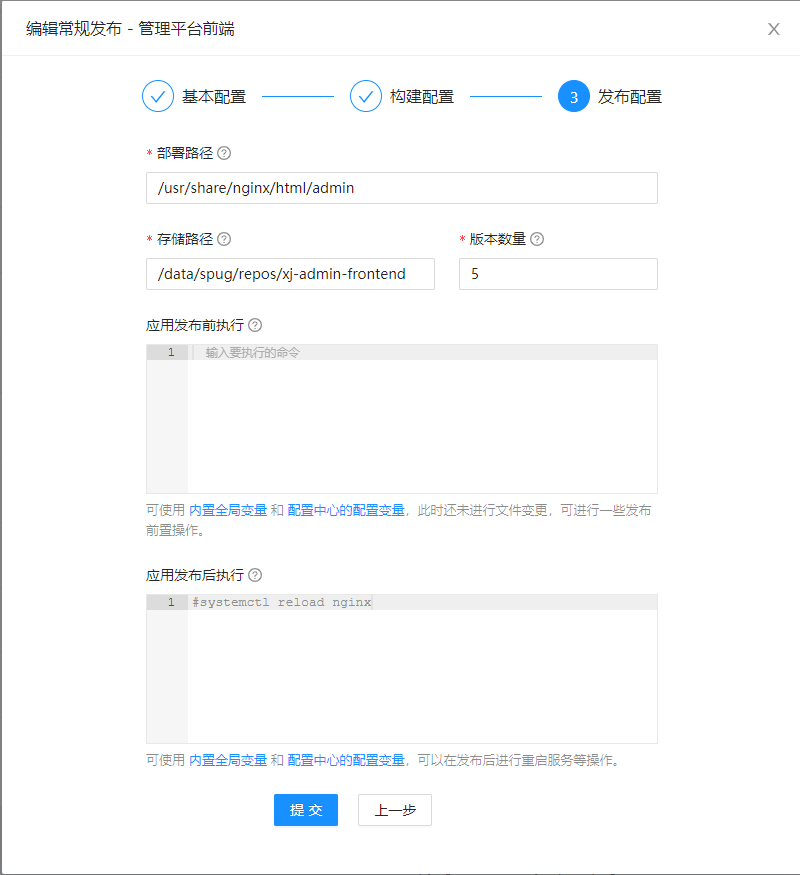 编辑常规发布 - 管理平台前端
基本配置 构建配置 3 发布配置
* 部署路径
/usr/share/nginx/html/admin
* 存储路径 * 版本数量
/data/spug/repos/xj-admin-frontend 5
应用发布前执行
1 输入要执行的命令
可使用 内置全局变量 和 配置中心的配置变量，此时还未进行文件变更，可进行一些发布
前置操作。
应用发布后执行
1 #systemctl reload nginx
可使用 内置全局变量 和 配置中心的配置变量，可以在发布后进行重启服务等操作。
提 交 上一步